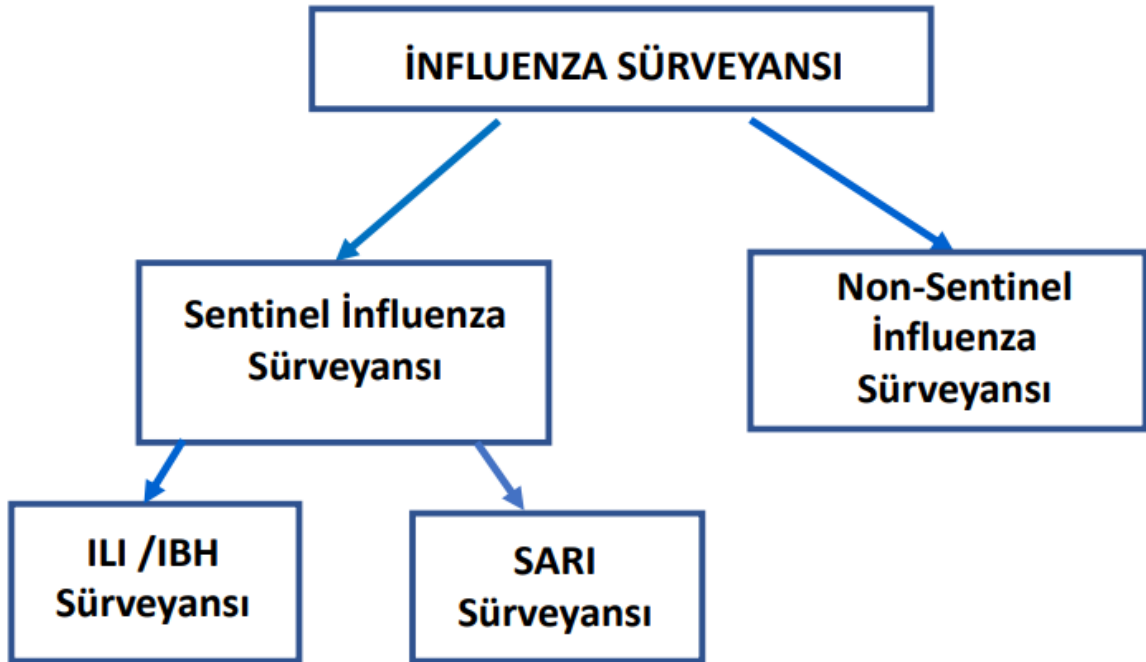 İNFLUENZA SÜRVEYANSI
Sentinel İnfluenza
Sürveyansı
Non-Sentinel
İnfluenza
Sürveyansı
ILI /IBH
Sürveyansı
SARI
Sürveyansı